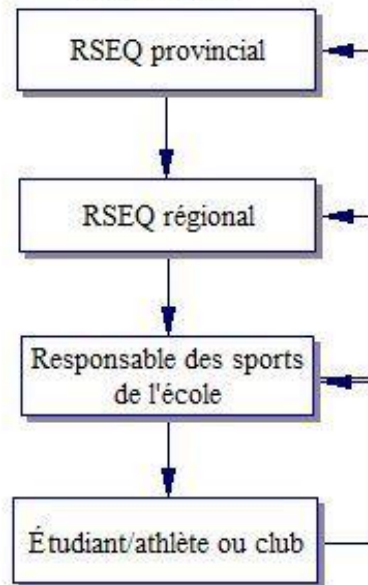 RSEQ provincial
RSEQ régional
Responsable des sports
de l'école
Étudiant/athlète ou club